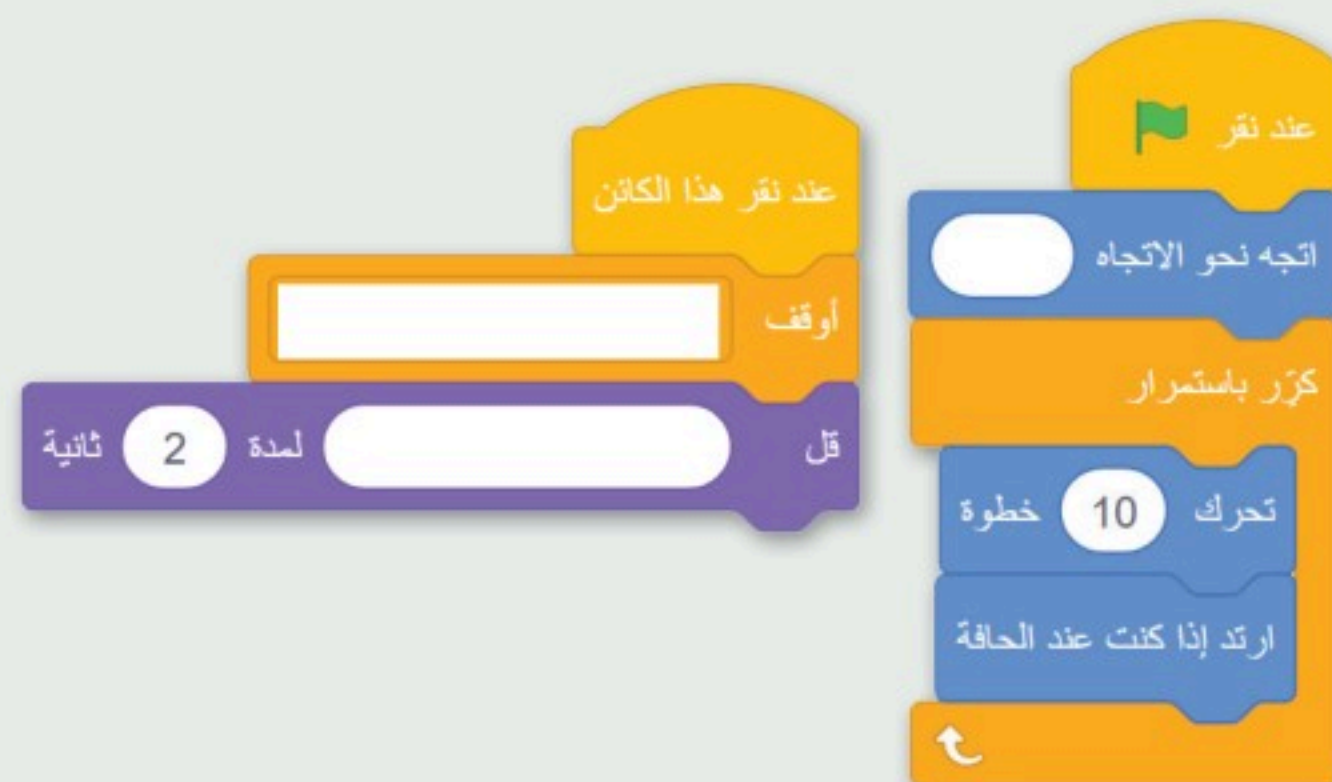 عند نقر
اتجه نحو الاتجاه
كرّر باستمرار
تحرك 10 خطوة
ارتد إذا كنت عند الحافة
عند نقر هذا الكائن
أوقف
قل لمدة 2 ثانية